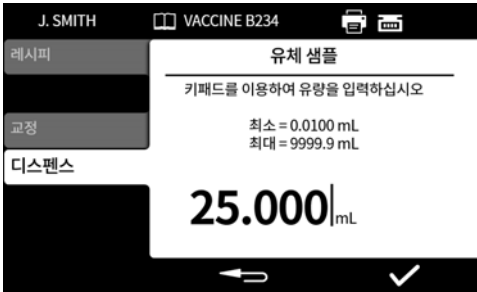 J. SMITH VACCINE B234
레시피
유체 샘플
키패드를 이용하여 유량을 입력하십시오
교정
최소 = 0.0100 mL
최대 = 9999.9 mL
디스펜스
25.000 mL